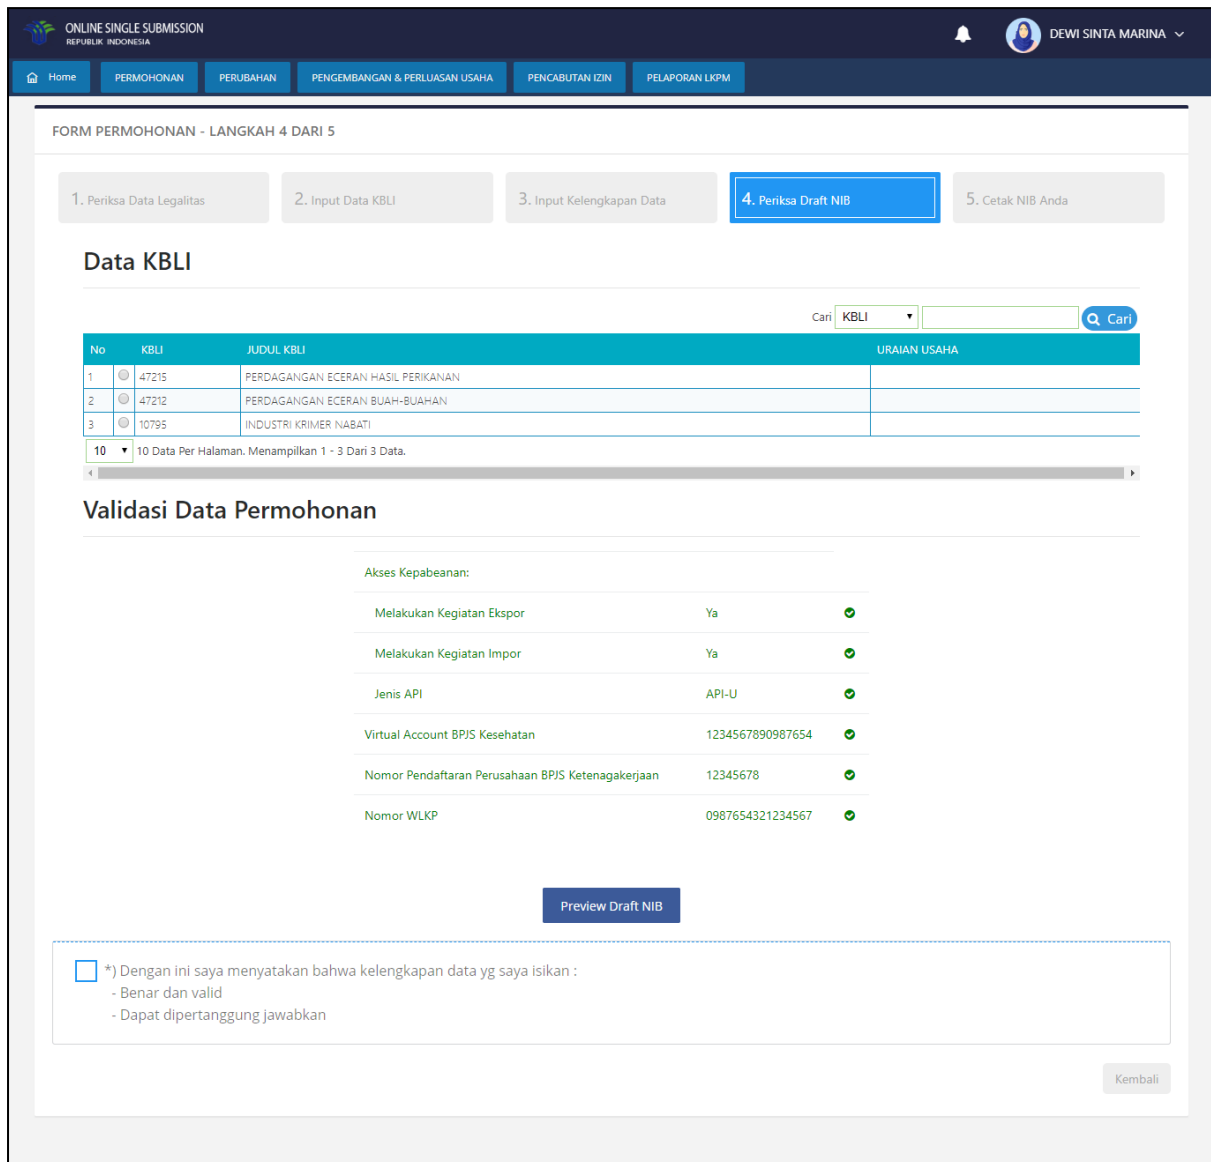 ONLINE SINGLE SUBMISSION
REPUBLIK INDONESIA
DEWI SINTA MARINA
Home PERMOHONAN PERUBAHAN PENGEMBANGAN & PERLUASAN USAHA PENCABUTAN IZIN PELAPORAN LKPM
FORM PERMOHONAN - LANGKAH 4 DARI 5
1. Periksa Data Legalitas 2. Input Data KBLI 3. Input Kelengkapan Data 4. Periksa Draft NIB 5. Cetak NIB Anda
Data KBLI
Cari KBLI Cari
No KBLI JUDUL KBLI URAIAN USAHA
1 47215 PERDAGANGAN ECERAN HASIL PERIKANAN
2 47212 PERDAGANGAN ECERAN BUAH-BUAHAN
3 10795 INDUSTRI KRIMER NABATI
10 10 Data Per Halaman. Menampilkan 1 - 3 Dari 3 Data.
Validasi Data Permohonan
Akses Kepabeanan:
Melakukan Kegiatan Ekspor Ya
Melakukan Kegiatan Impor Ya
Jenis API API-U
Virtual Account BPJS Kesehatan 1234567890987654
Nomor Pendaftaran Perusahaan BPJS Ketenagakerjaan 12345678
Nomor WLKP 0987654321234567
Preview Draft NIB
*) Dengan ini saya menyatakan bahwa kelengkapan data yg saya isikan :
- Benar dan valid
- Dapat dipertanggung jawabkan
Kembali